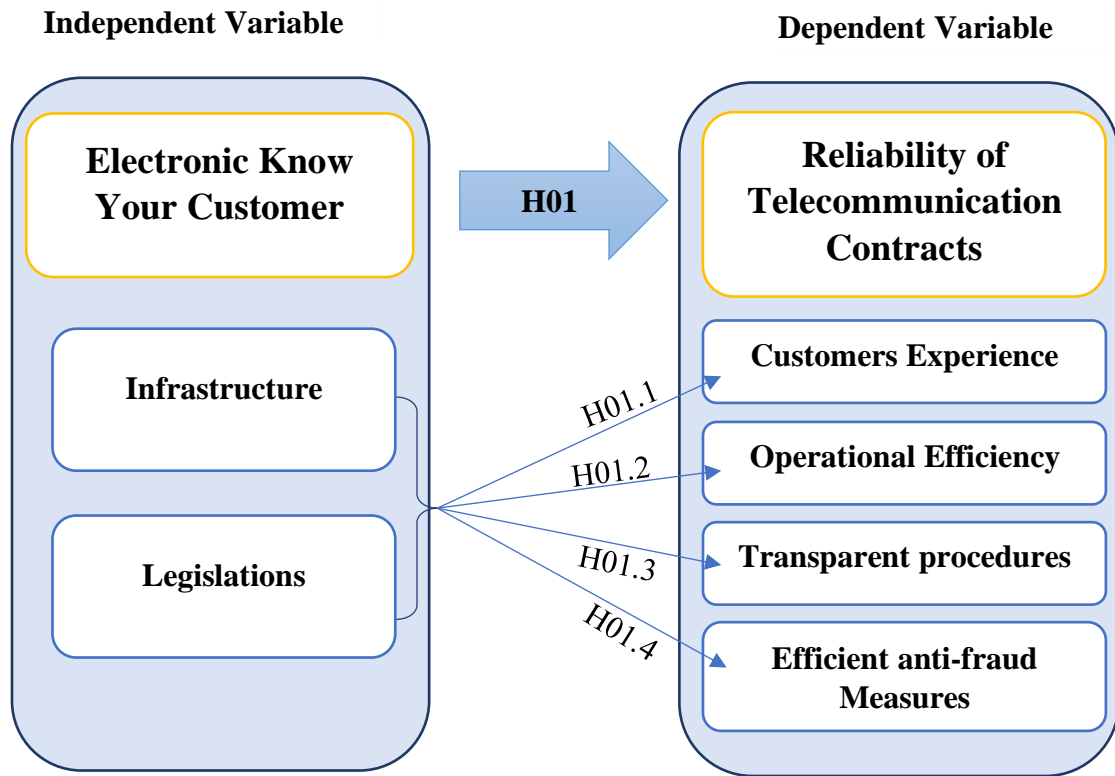 Independent Variable
Dependent Variable
Electronic Know
Your Customer
H01
Reliability of
Telecommunication
Contracts
Infrastructure
Legislations
H01.1
H01.2
H01.3
H01.4
Customers Experience
Operational Efficiency
Transparent procedures
Efficient anti-fraud
Measures